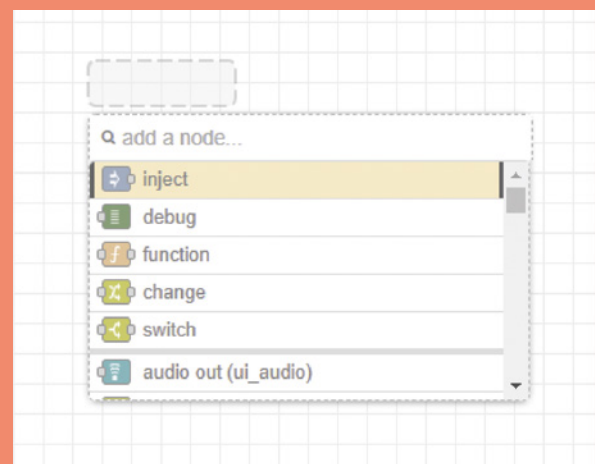 add a node...
inject
debug
function
change
switch
audio out (ui_audio)